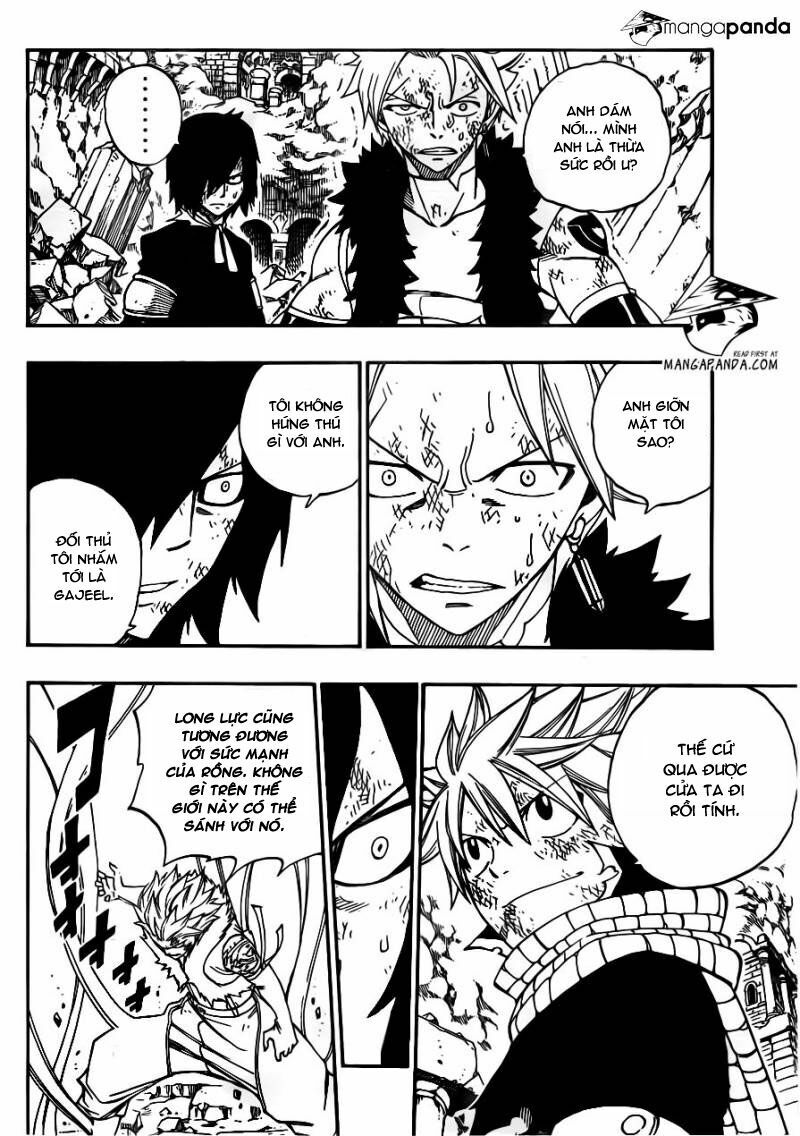 mangapanda
ANH DÁM
NÓI... MÌNH
ANH LÀ THỪA
SỨC RỒI Ư?
.......
READ FIRST AT
MANGAPANDA.COM
ANH GIỠN
MẶT TÔI
SAO?
TÔI KHÔNG
HÚNG THÚ
GÌ VỚI ANH.
ĐỐI THỦ
TÔI NHẮM
TỚI LÀ
GAJEEL.
THẾ CỨ
QUA ĐƯỢC
CỬA TA ĐI
RỒI TÍNH.
LONG LỰC CŨNG
TƯƠNG ĐƯƠNG
VỚI SỨC MẠNH
CỦA RỒNG. KHÔNG
GÌ TRÊN THẾ
GIỚI NÀY CÓ THỂ
SÁNH VỚI NÓ.